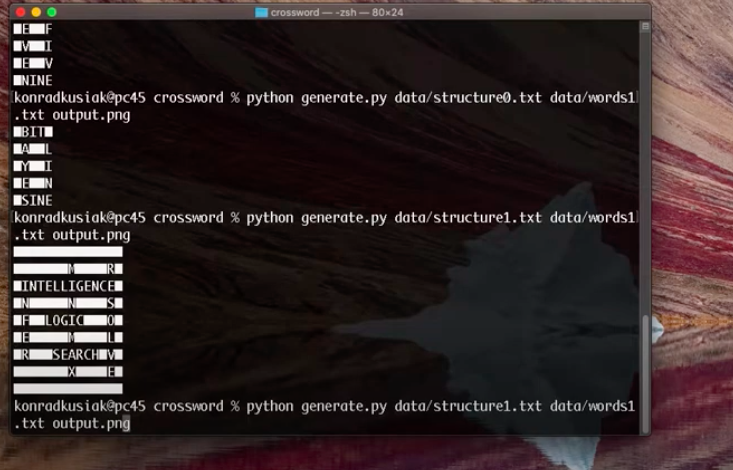 crossword — -zsh — 80×24
█E██F
█V██I
█E██V
█NINE
konradkusiak@pc45 crossword % python generate.py data/structure0.txt data/words1
.txt output.png
█BIT█
█A██L
█Y██I
█E██N
█SINE
konradkusiak@pc45 crossword % python generate.py data/structure1.txt data/words1
.txt output.png
██████████████
███████M████R█
█INTELLIGENCE█
█N█████N████S█
█F██LOGIC███O█
█E█████M████L█
█R███SEARCH█V█
███████X████E█
██████████████
konradkusiak@pc45 crossword % python generate.py data/structure1.txt data/words1
.txt output.png